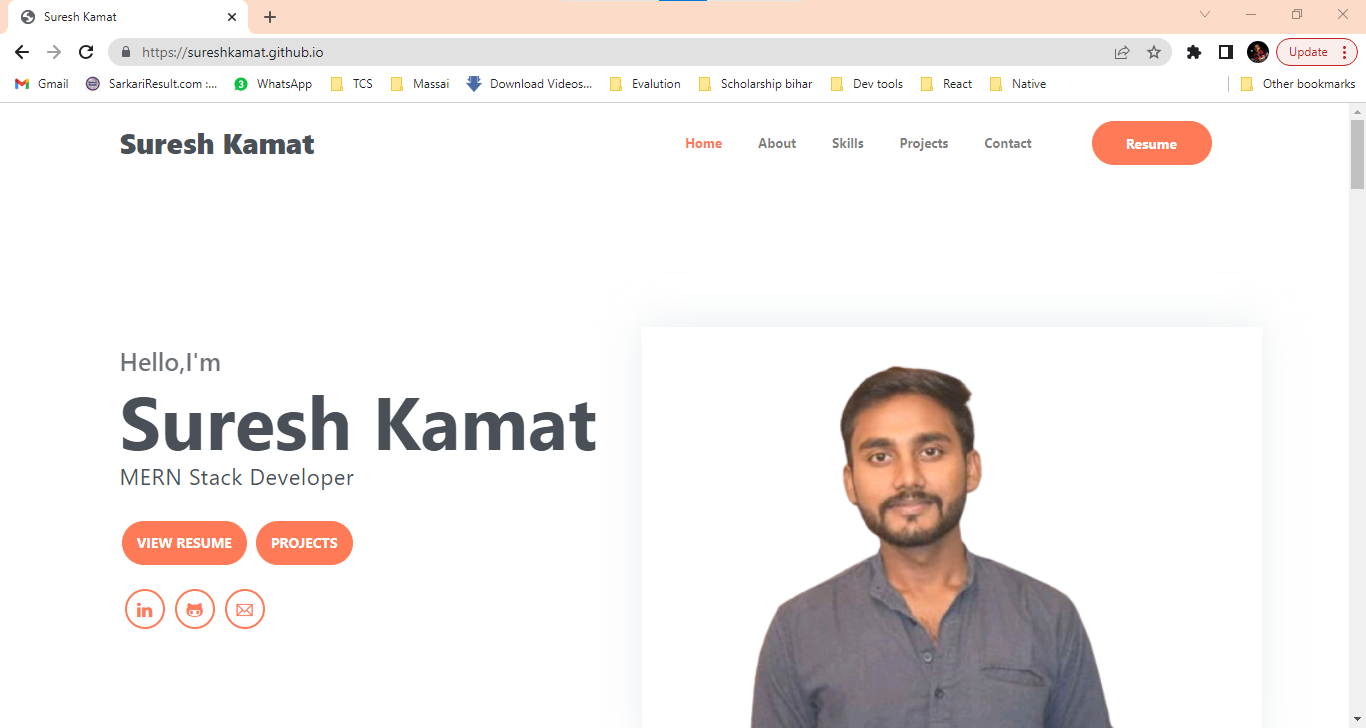 Suresh Kamat
https://sureshkamat.github.io
Update
Gmail
SarkariResult.com :...
3
WhatsApp
TCS
Massai
Download Videos...
Evalution
Scholarship bihar
Dev tools
React
Native
Other bookmarks
Suresh Kamat
Home
About
Skills
Projects
Contact
Resume
Hello,I'm
Suresh Kamat
MERN Stack Developer
VIEW RESUME
PROJECTS
in